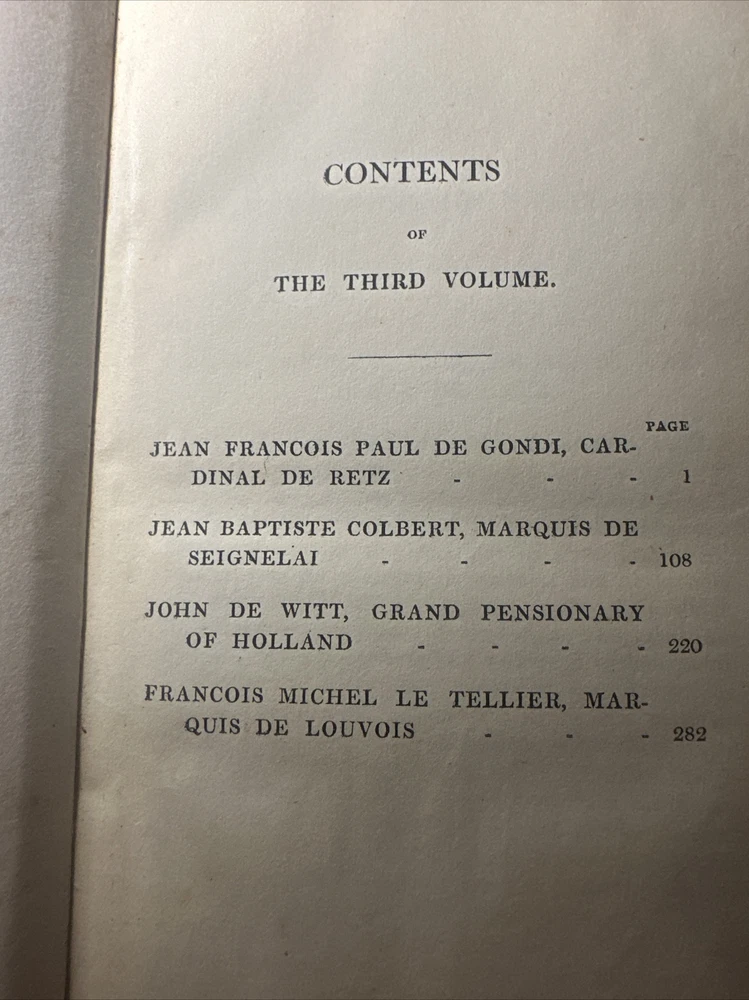 CONTENTS
OF
THE THIRD VOLUME.
PAGE
JEAN FRANCOIS PAUL DE GONDI, CAR-
DINAL DE RETZ - - - 1
JEAN BAPTISTE COLBERT, MARQUIS DE
SEIGNELAI - - - - 108
JOHN DE WITT, GRAND PENSIONARY
OF HOLLAND - - - - 220
FRANCOIS MICHEL LE TELLIER, MAR-
QUIS DE LOUVOIS - - - 282